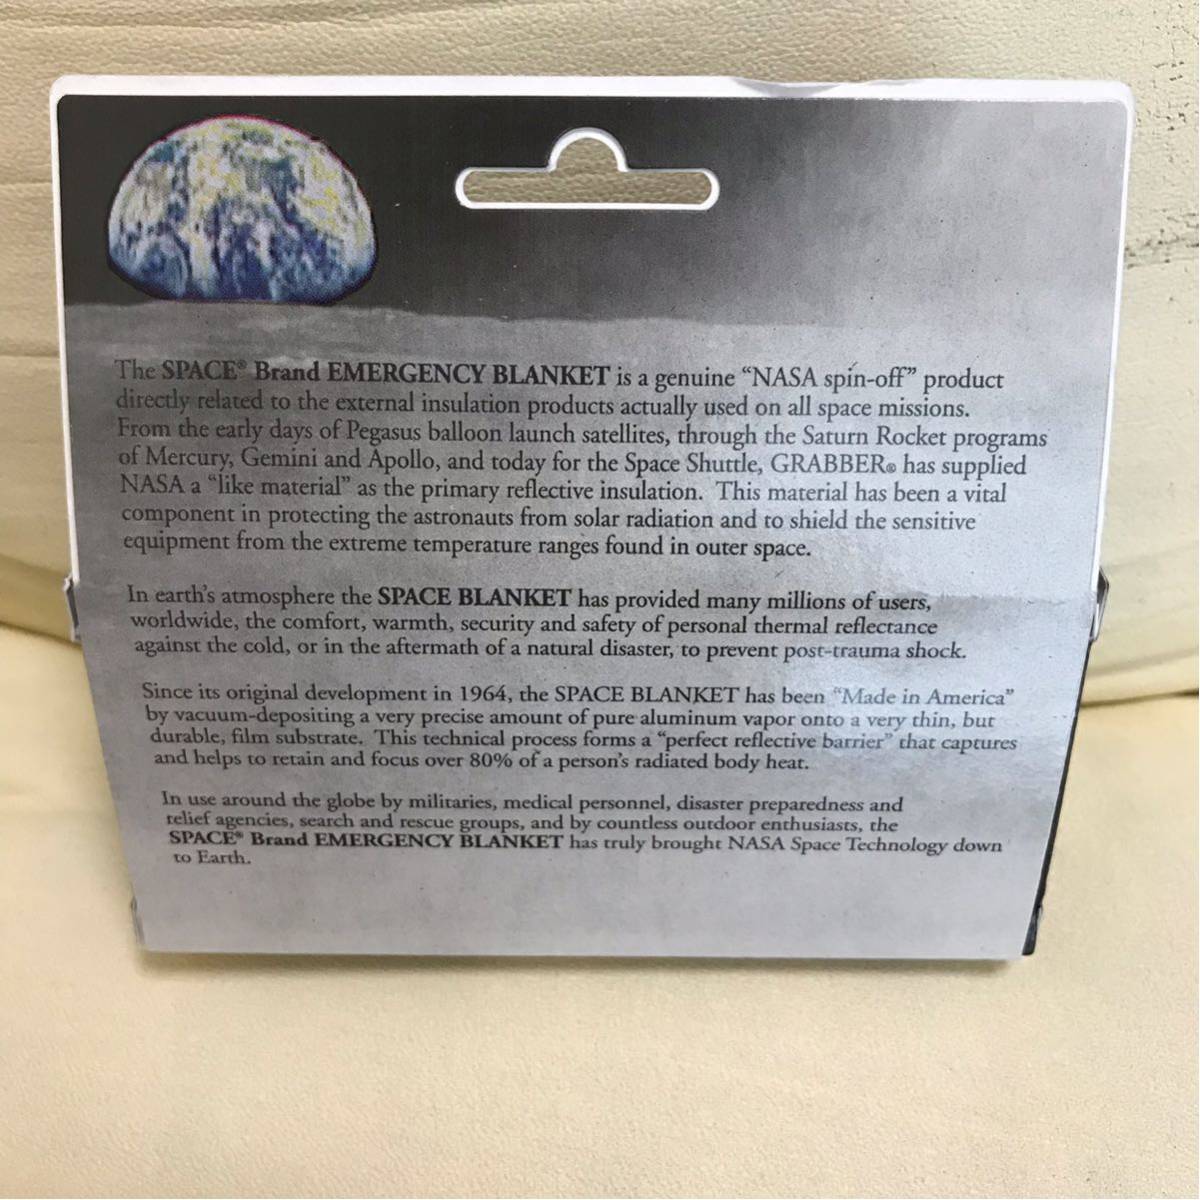 The SPACE® Brand EMERGENCY BLANKET is a genuine “NASA spin-off” product
directly related to the external insulation products actually used on all space missions.
From the early days of Pegasus balloon launch satellites, through the Saturn Rocket programs
of Mercury, Gemini and Apollo, and today for the Space Shuttle, GRABBER® has supplied
NASA a “like material” as the primary reflective insulation. This material has been a vital
component in protecting the astronauts from solar radiation and to shield the sensitive
equipment from the extreme temperature ranges found in outer space.
In earth's atmosphere the SPACE BLANKET has provided many millions of users,
worldwide, the comfort, warmth, security and safety of personal thermal reflectance
against the cold, or in the aftermath of a natural disaster, to prevent post-trauma shock.
Since its original development in 1964, the SPACE BLANKET has been “Made in America”
by vacuum-depositing a very precise amount of pure aluminum vapor onto a very thin, but
durable, film substrate. This technical process forms a “perfect reflective barrier” that captures
and helps to retain and focus over 80% of a person's radiated body heat.
In use around the globe by militaries, medical personnel, disaster preparedness and
relief agencies, search and rescue groups, and by countless outdoor enthusiasts, the
SPACE® Brand EMERGENCY BLANKET has truly brought NASA Space Technology down
to Earth.